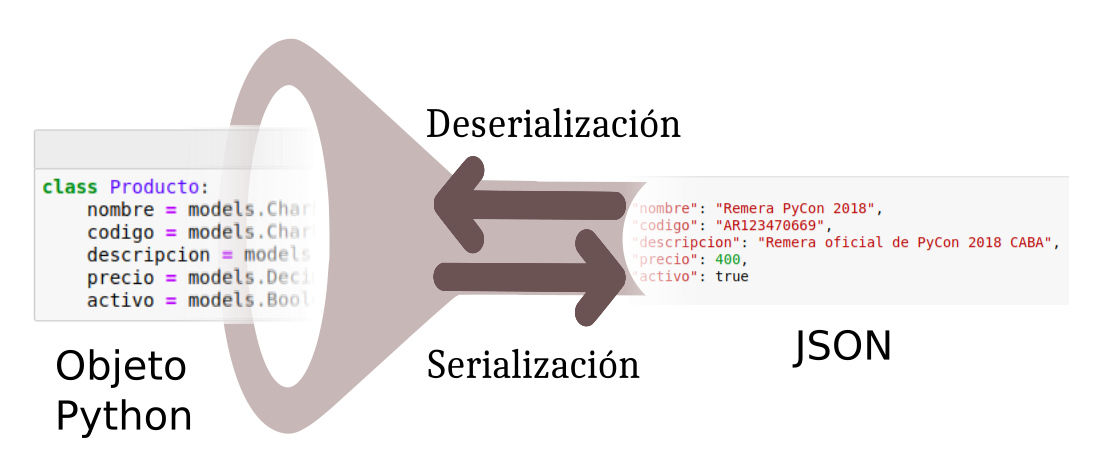 Deserialización
class Producto:
nombre = models.Char
codigo = models.Char
descripcion = models
precio = models.Deci
activo = models.Bool
"nombre": "Remera PyCon 2018",
"codigo": "AR123470669",
"descripcion": "Remera oficial de PyCon 2018 CABA",
"precio": 400,
"activo": true
Objeto
Python
Serialización
JSON